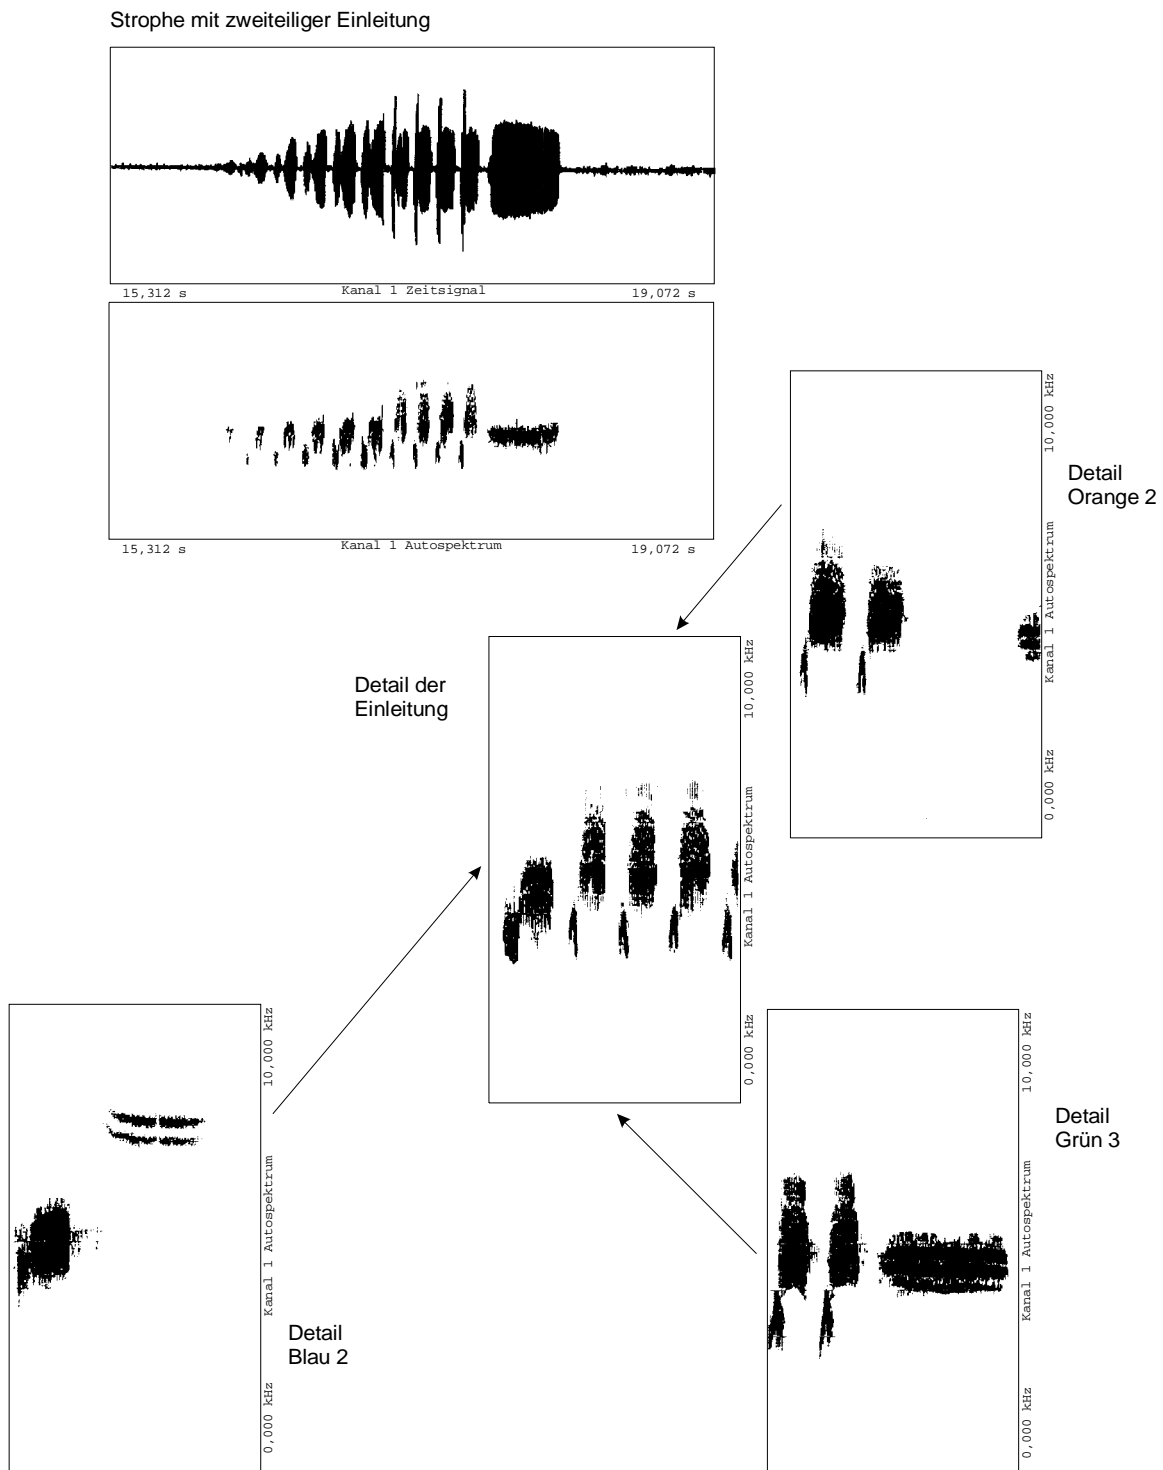 Strophe mit zweiteiliger Einleitung
15,312 s
Kanal 1 Zeitsignal
19,072 s
15,312 s
Kanal 1 Autospektrum
19,072 s
10,000 kHz
Kanal 1 Autospektrum
0,000 kHz
Detail
Orange 2
Detail der
Einleitung
10,000 kHz
Kanal 1 Autospektrum
0,000 kHz
10,000 kHz
Kanal 1 Autospektrum
0,000 kHz
Detail
Blau 2
10,000 kHz
Kanal 1 Autospektrum
0,000 kHz
Detail
Grün 3